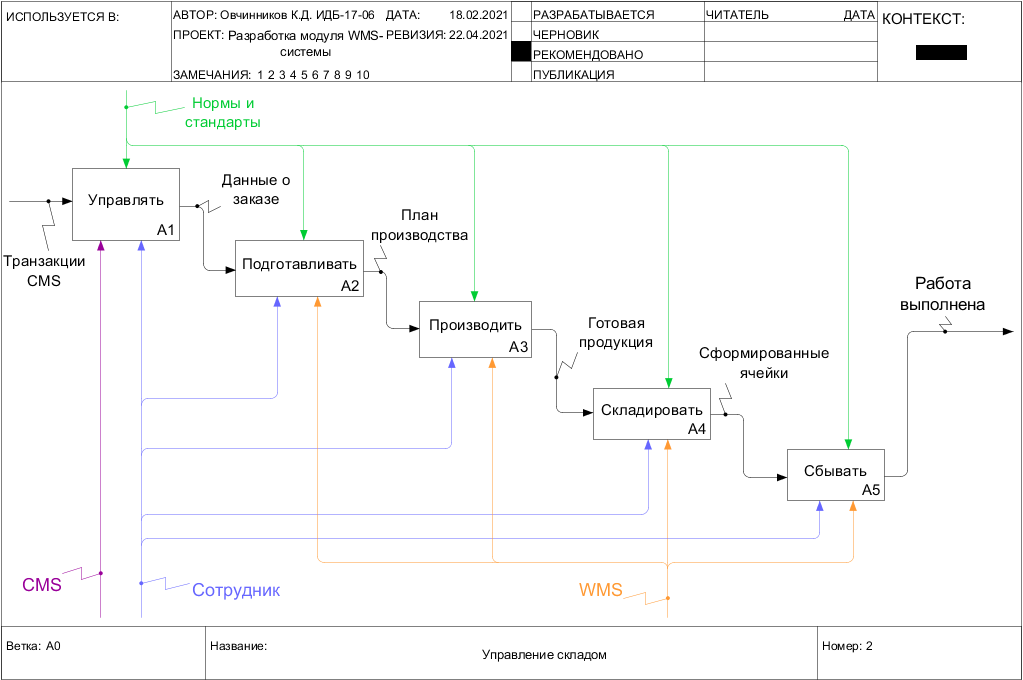 ИСПОЛЬЗУЕТСЯ В:
АВТОР: Овчинников К.Д. ИДБ-17-06 ДАТА: 18.02.2021
ПРОЕКТ: Разработка модуля WMS-системы РЕВИЗИЯ: 22.04.2021
ЗАМЕЧАНИЯ: 1 2 3 4 5 6 7 8 9 10
РАЗРАБАТЫВАЕТСЯ
ЧЕРНОВИК
РЕКОМЕНДОВАНО
ПУБЛИКАЦИЯ
ЧИТАТЕЛЬ ДАТА
КОНТЕКСТ:
Нормы и
стандарты
Управлять
A1
Данные о
заказе
Транзакции
CMS
План
производства
Подготавливать
A2
Производить
A3
Готовая
продукция
Работа
выполнена
Сформированные
ячейки
Складировать
A4
Сбывать
A5
CMS
Сотрудник
WMS
Ветка: A0
Название:
Управление складом
Номер: 2